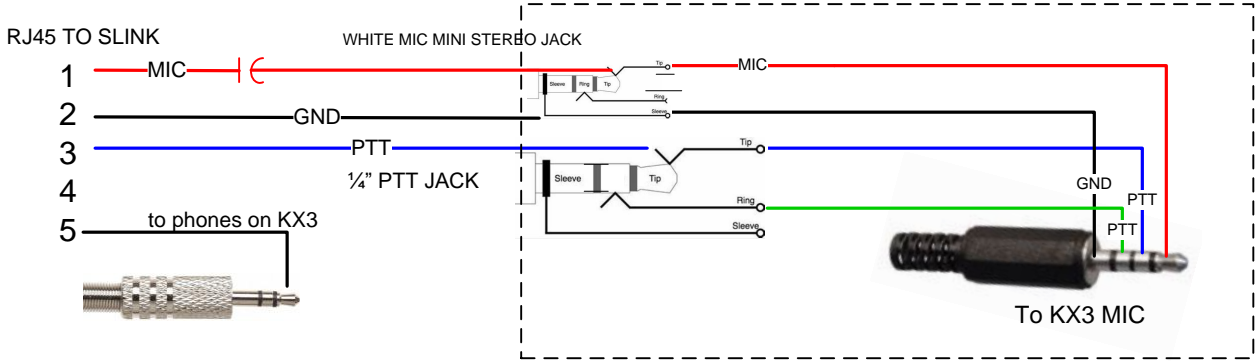 RJ45 TO SLINK
WHITE MIC MINI STEREO JACK
1
MIC
Tip
MIC
Sleeve Ring Tip
Ring
2
GND
Sleeve
3
PTT
Tip
¼” PTT JACK
Sleeve
Tip
4
GND
PTT
Ring
to phones on KX3
5
PTT
Sleeve
To KX3 MIC